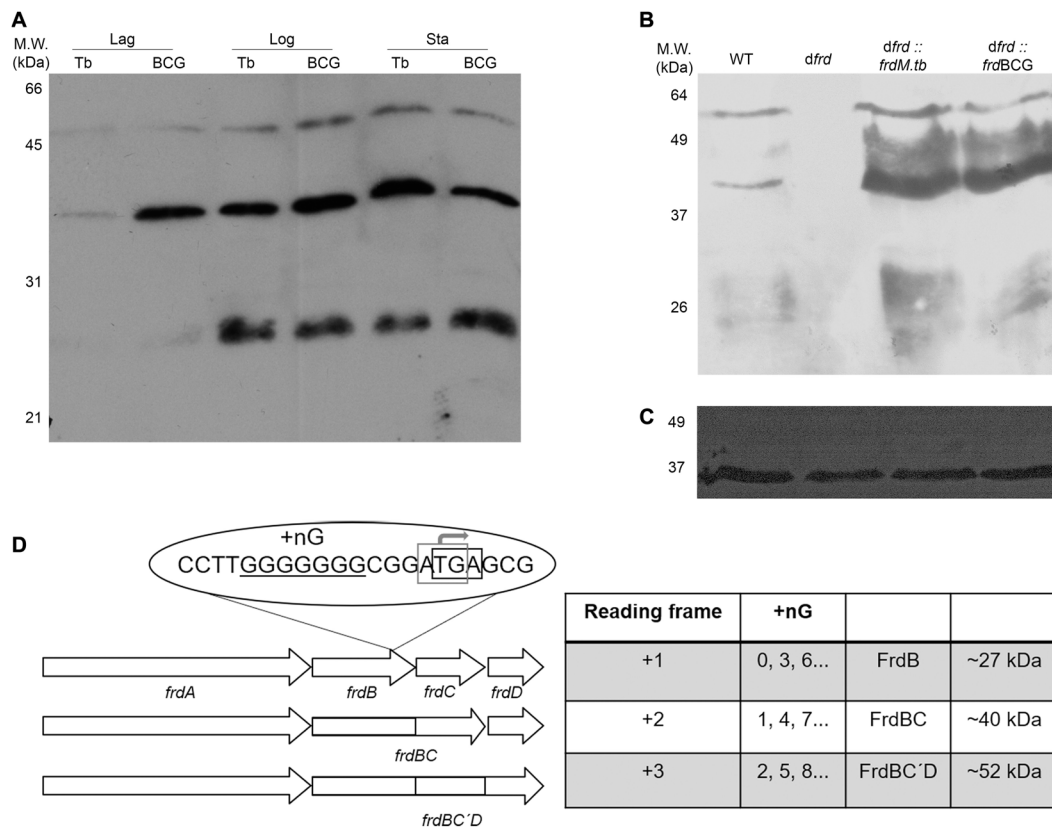 A
M.W.
(kDa)
Lag Log Sta
Tb BCG Tb BCG Tb BCG
66
45
31
21
B
M.W.
(kDa)
WT dfrd dfrd :: frdM.tb dfrd :: frdBCG
64
49
37
26
C
49
37
D
+nG
CCTTGGGGGGGCGGATGAGCG
frdA frdB frdC frdD
frdBC
frdBC´D
Reading frame +nG
+1 0, 3, 6... FrdB ~27 kDa
+2 1, 4, 7... FrdBC ~40 kDa
+3 2, 5, 8... FrdBC´D ~52 kDa